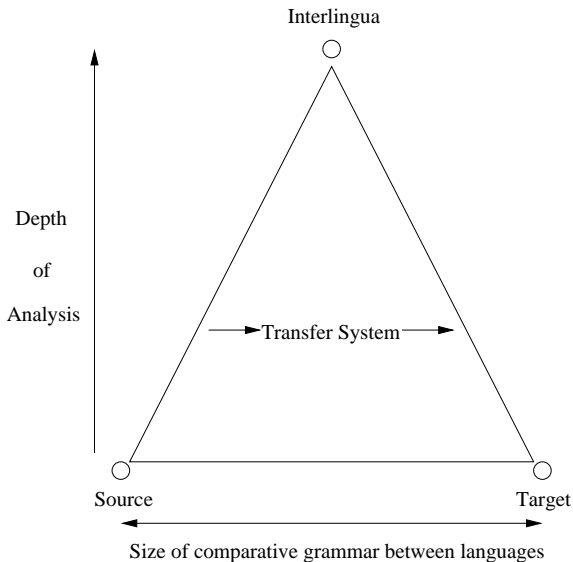 Interlingua
Depth
of
Analysis
Transfer System
Source
Target
Size of comparative grammar between languages